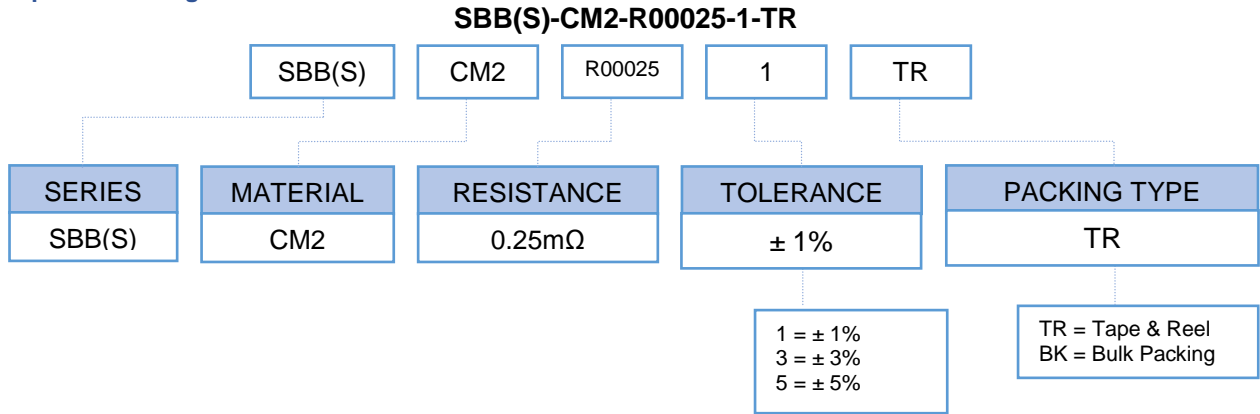 SBB(S)-CM2-R00025-1-TR
SBB(S) CM2 R00025 1 TR
SERIES MATERIAL RESISTANCE TOLERANCE PACKING TYPE
SBB(S) CM2 0.25mΩ ± 1% TR
1 = ± 1%
3 = ± 3%
5 = ± 5%
TR = Tape & Reel
BK = Bulk Packing